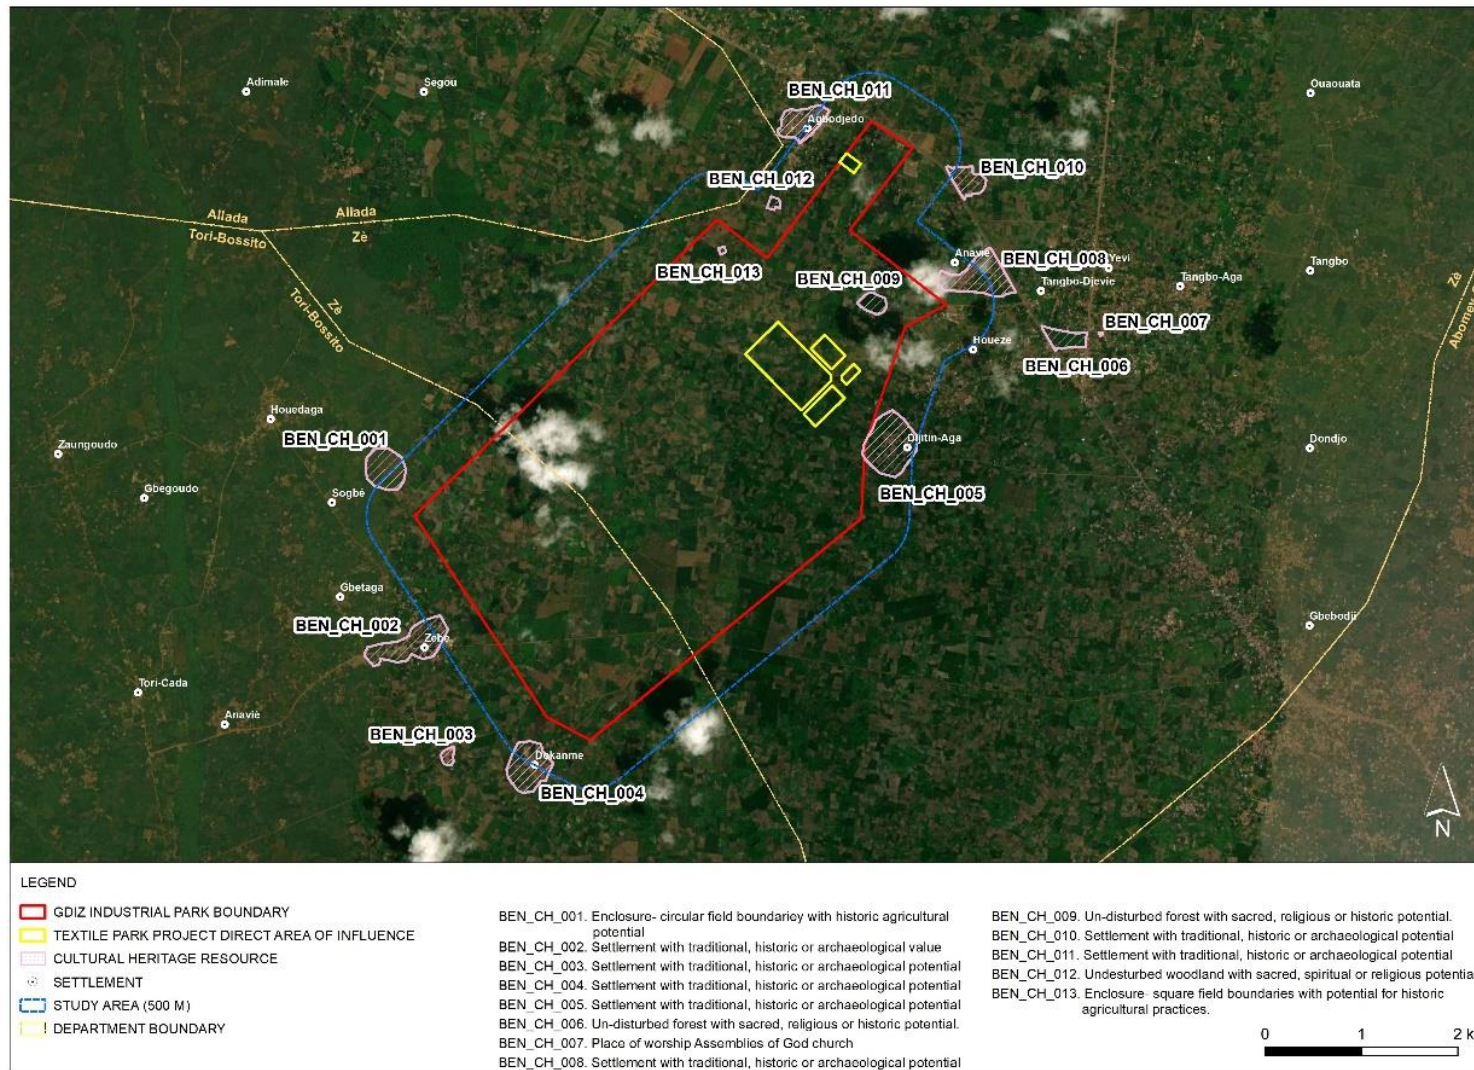 Adimale
Segou
BEN_CH_011
Agbodjedo
Ouaouata
BEN_CH_012
BEN_CH_010
Allada
Allada
Tori-Bossito
Zè
BEN_CH_013
Anavié
BEN_CH_008
Yevi
Tangbo
BEN_CH_009
Tangbo-Djevie
Tangbo-Aga
Zè
Tori-Bossito
Zè
BEN_CH_007
Houeze
BEN_CH_006
Houedaga
BEN_CH_001
Zaungoudo
Djitin-Aga
Dondjo
Gbegoudo
Sogbè
BEN_CH_005
Gbetaga
BEN_CH_002
Zebe
Gbebodji
Tori-Cada
Anaviè
BEN_CH_003
Dokanme
BEN_CH_004
N
LEGEND
GDIZ INDUSTRIAL PARK BOUNDARY
TEXTILE PARK PROJECT DIRECT AREA OF INFLUENCE
CULTURAL HERITAGE RESOURCE
SETTLEMENT
STUDY AREA (500 M)
DEPARTMENT BOUNDARY
BEN_CH_001. Enclosure- circular field boundariey with historic agricultural
potential
BEN_CH_002. Settlement with traditional, historic or archaeological value
BEN_CH_003. Settlement with traditional, historic or archaeological potential
BEN_CH_004. Settlement with traditional, historic or archaeological potential
BEN_CH_005. Settlement with traditional, historic or archaeological potential
BEN_CH_006. Un-disturbed forest with sacred, religious or historic potential.
BEN_CH_007. Place of worship Assemblies of God church
BEN_CH_008. Settlement with traditional, historic or archaeological potential
BEN_CH_009. Un-disturbed forest with sacred, religious or historic potential.
BEN_CH_010. Settlement with traditional, historic or archaeological potential
BEN_CH_011. Settlement with traditional, historic or archaeological potential
BEN_CH_012. Undesturbed woodland with sacred, spiritual or religious potential
BEN_CH_013. Enclosure- square field boundaries with potential for historic
agricultural practices.
0 1 2 k